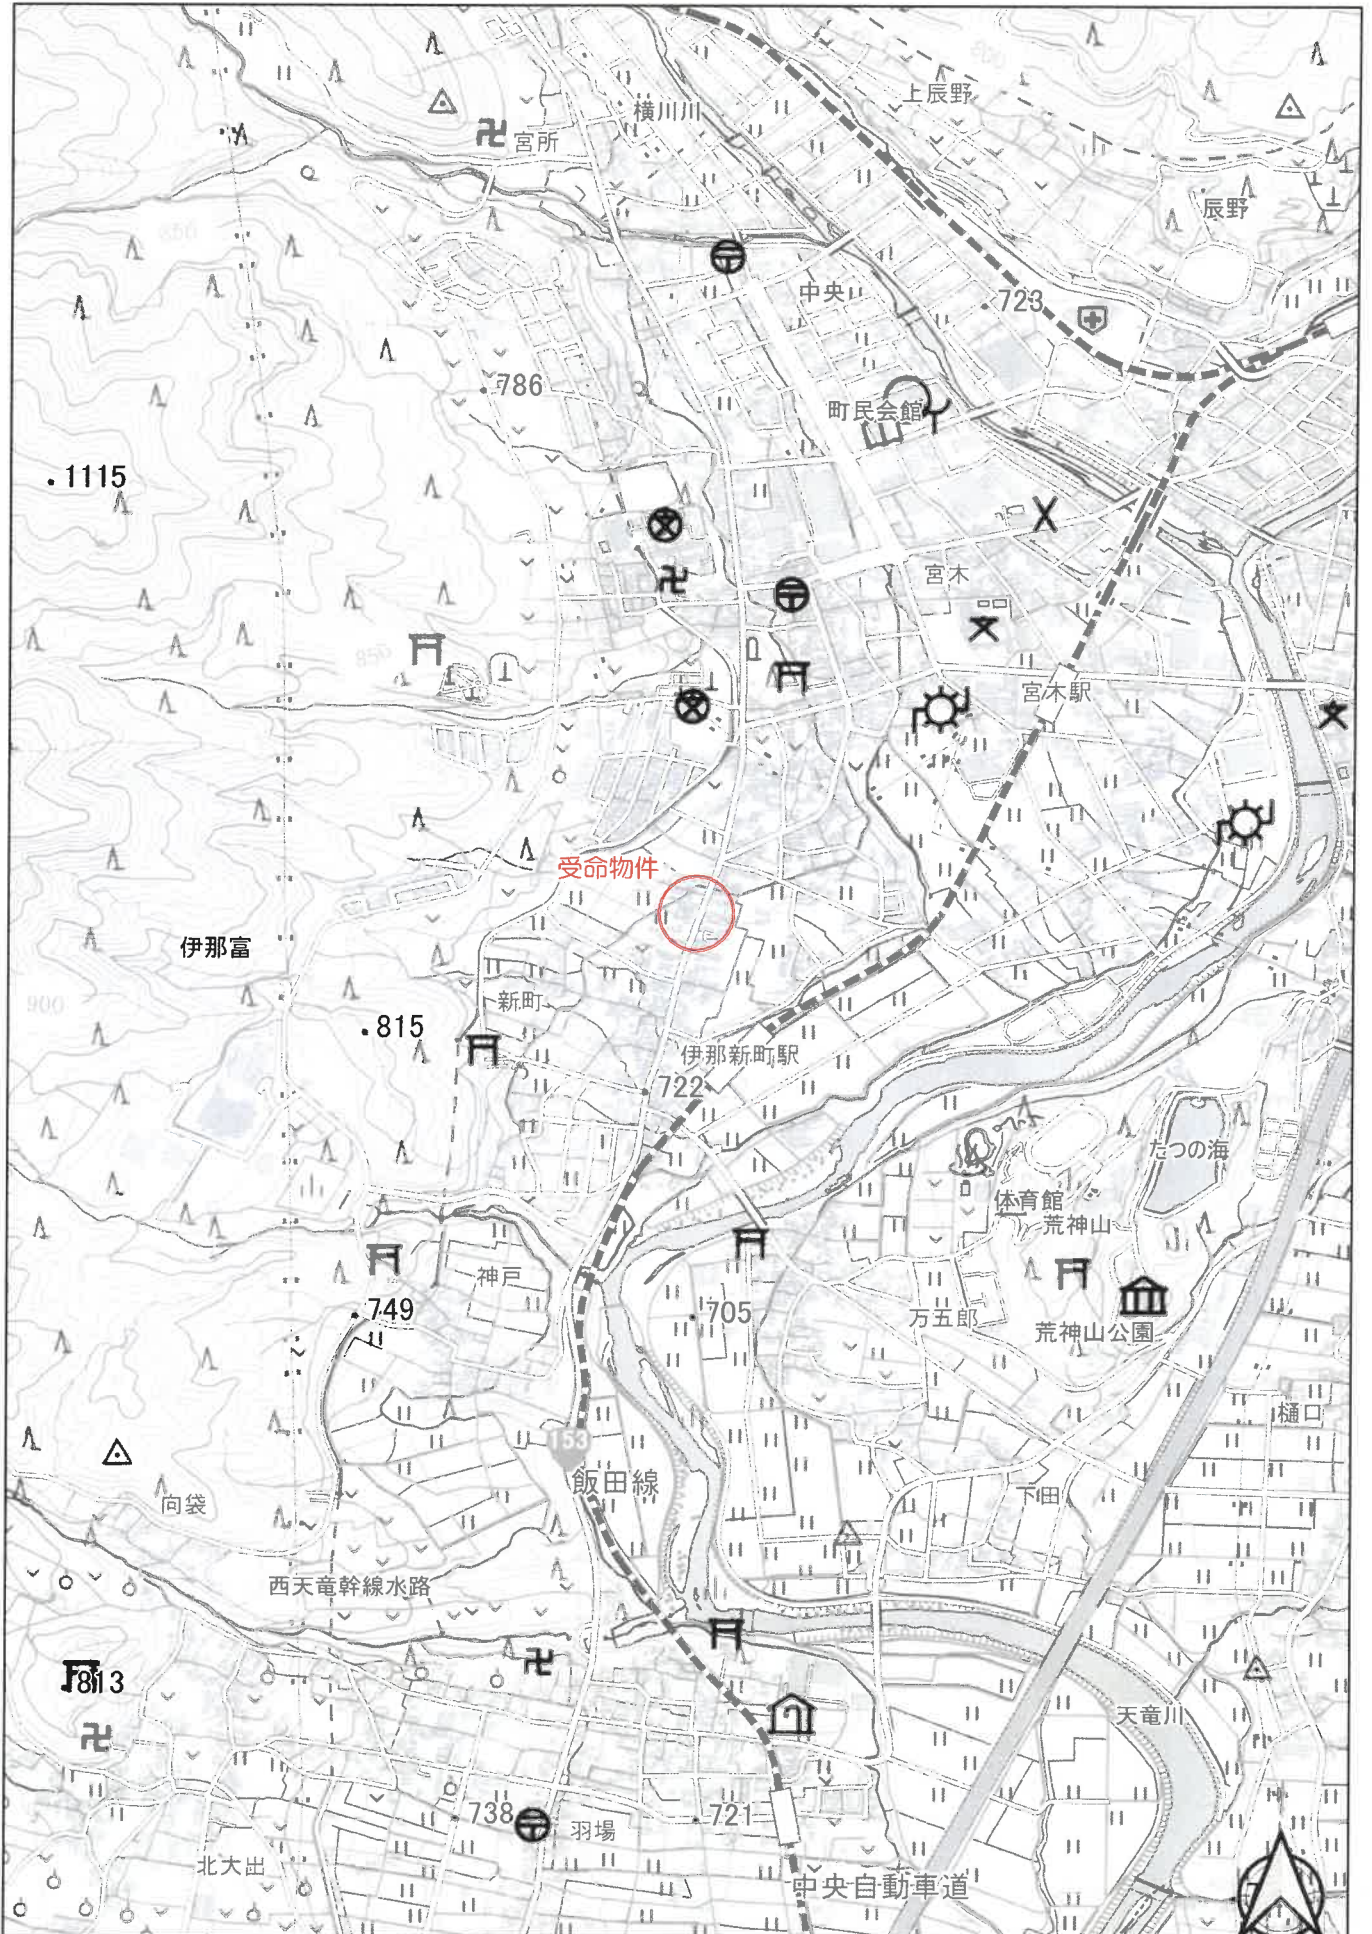 横川川
上辰野
宮所
辰野
850
中央
723
786
町民会館
1115
宮木
850
宮木駅
受命物件
伊那富
900
新町
815
伊那新町駅
722
たつの海
体育館
荒神山
神戸
749
705
万五郎
荒神山公園
樋口
153
飯田線
下田
向袋
西天竜幹線水路
813
天竜川
738
721
羽場
北大出
中央自動車道